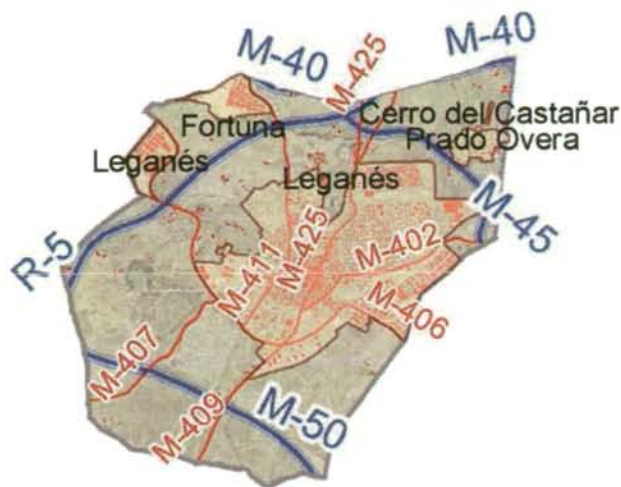 M-40
M-40
M-425
Cerro del Castañar
Fortuna
Prado Overa
Leganés
Leganés
M-45
R-5
M-425
M-402
M-411
M-406
M-407
M-409
M-50